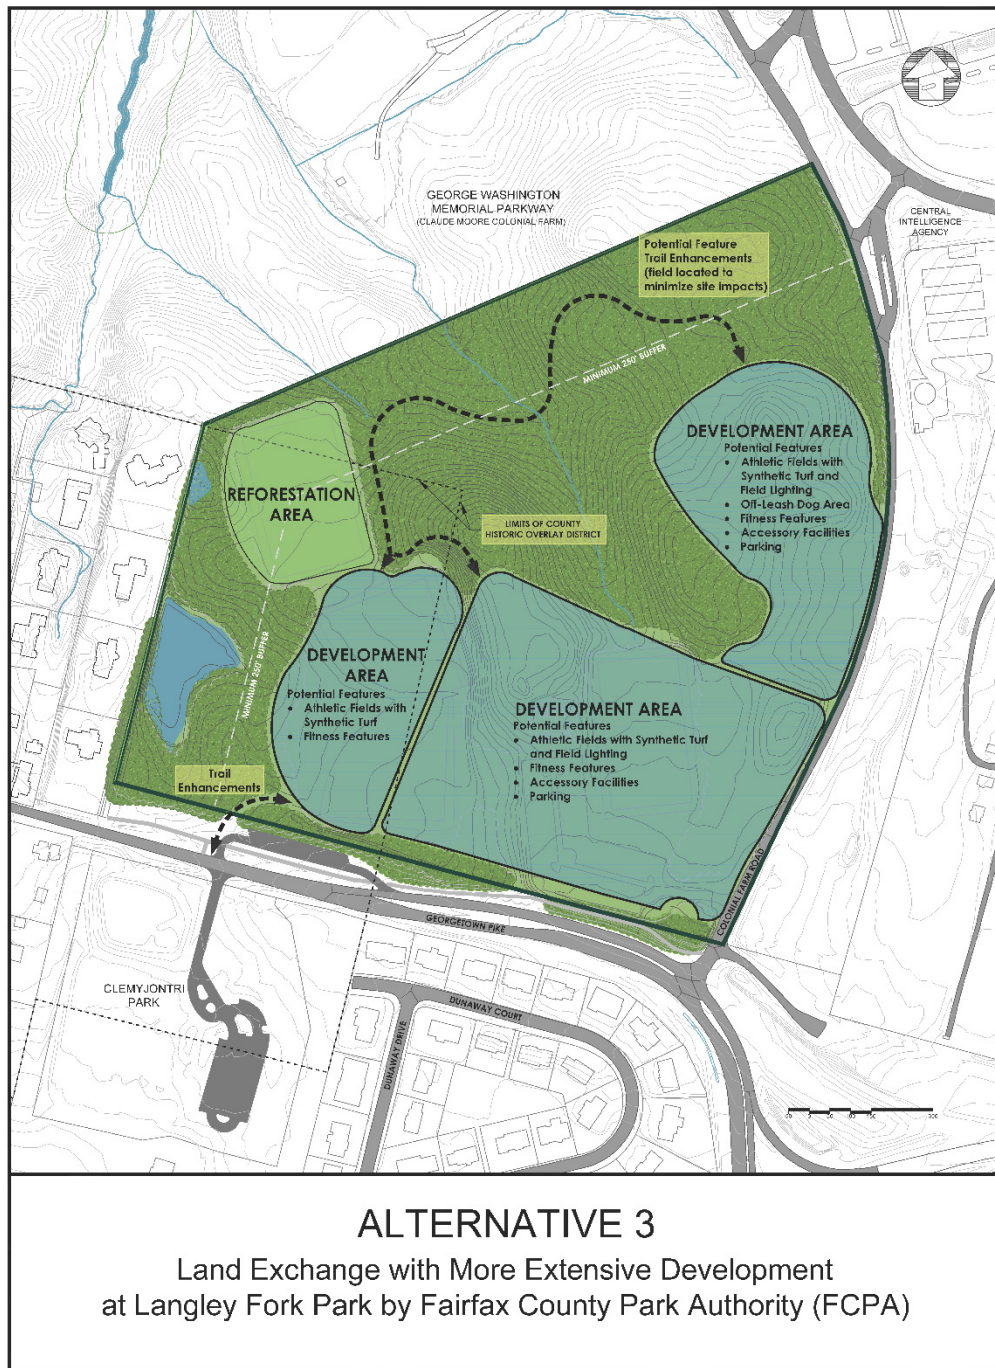 GEORGE WASHINGTON
MEMORIAL PARKWAY
(CLAUDE MOORE COLONIAL FARM)
CENTRAL
INTELLIGENCE
AGENCY
Potential Feature
Trail Enhancements
(field located to
minimize site impacts)
MINIMUM 250' BUFFER
DEVELOPMENT AREA
Potential Features
• Athletic Fields with
Synthetic Turf and
Field Lighting
• Off-Leash Dog Area
• Fitness Features
• Accessory Facilities
• Parking
REFORESTATION
AREA
LIMITS OF COUNTY
HISTORIC OVERLAY DISTRICT
MINIMUM 250' BUFFER
DEVELOPMENT
AREA
Potential Features
• Athletic Fields with
Synthetic Turf
• Fitness Features
DEVELOPMENT AREA
Potential Features
• Athletic Fields with Synthetic Turf
and Field Lighting
• Fitness Features
• Accessory Facilities
• Parking
Trail
Enhancements
COLONIAL FARM ROAD
GEORGETOWN PIKE
CLEMYJONTRI
PARK
DUNAWAY COURT
DUNAWAY DRIVE
ALTERNATIVE 3
Land Exchange with More Extensive Development
at Langley Fork Park by Fairfax County Park Authority (FCPA)